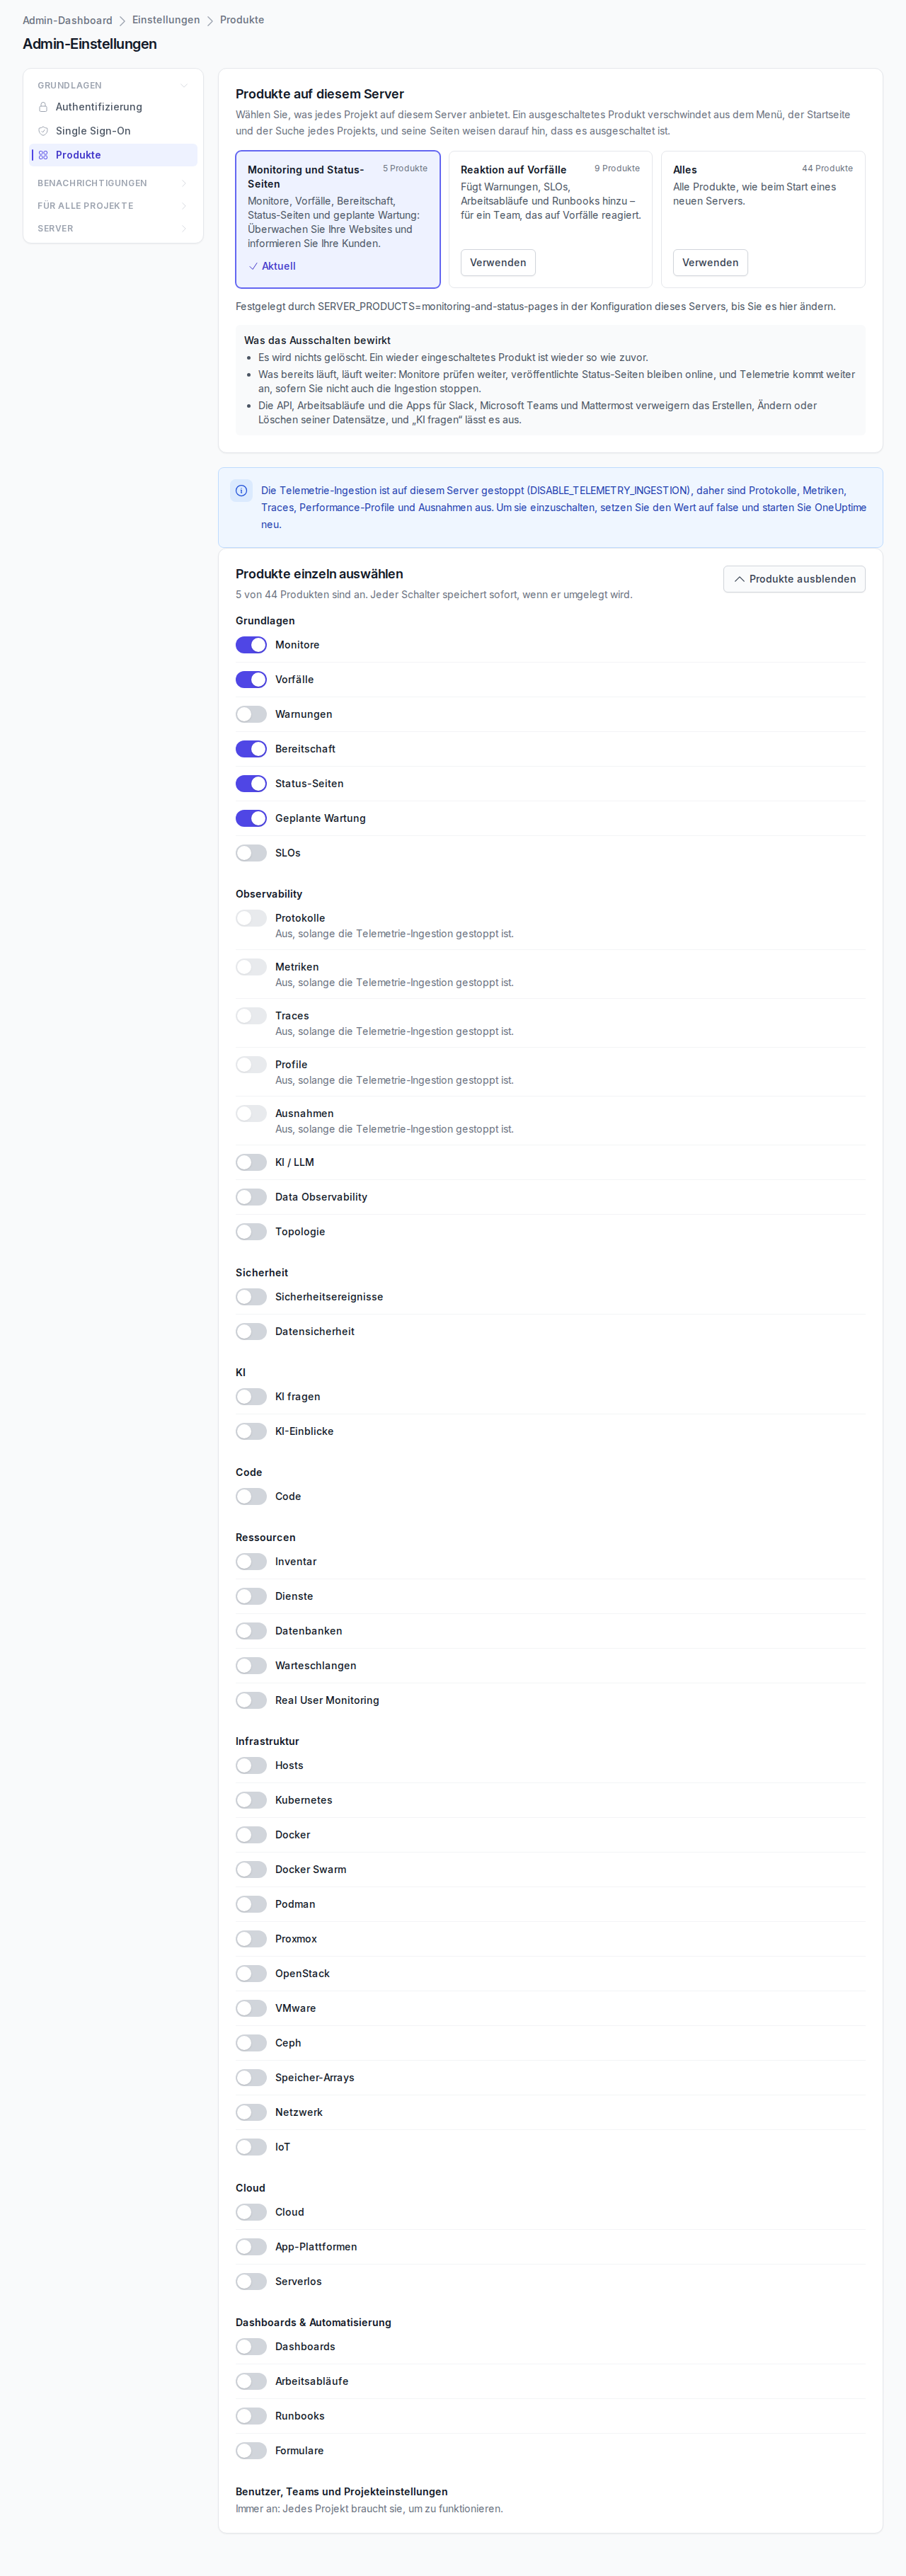 Admin-Dashboard
Einstellungen
Produkte
Admin-Einstellungen
GRUNDLAGEN
Authentifizierung
Single Sign-On
Produkte
BENACHRICHTIGUNGEN
FÜR ALLE PROJEKTE
SERVER
Produkte auf diesem Server
Wählen Sie, was jedes Projekt auf diesem Server anbietet. Ein ausgeschaltetes Produkt verschwindet aus dem Menü, der Startseite
und der Suche jedes Projekts, und seine Seiten weisen darauf hin, dass es ausgeschaltet ist.
Monitoring und Status-
Seiten
5 Produkte
Monitore, Vorfälle, Bereitschaft,
Status-Seiten und geplante Wartung:
Überwachen Sie Ihre Websites und
informieren Sie Ihre Kunden.
Aktuell
Reaktion auf Vorfälle
9 Produkte
Fügt Warnungen, SLOs,
Arbeitsabläufe und Runbooks hinzu –
für ein Team, das auf Vorfälle reagiert.
Verwenden
Alles
44 Produkte
Alle Produkte, wie beim Start eines
neuen Servers.
Verwenden
Festgelegt durch SERVER_PRODUCTS=monitoring-and-status-pages in der Konfiguration dieses Servers, bis Sie es hier ändern.
Was das Ausschalten bewirkt
• Es wird nichts gelöscht. Ein wieder eingeschaltetes Produkt ist wieder so wie zuvor.
• Was bereits läuft, läuft weiter: Monitore prüfen weiter, veröffentlichte Status-Seiten bleiben online, und Telemetrie kommt weiter
an, sofern Sie nicht auch die Ingestion stoppen.
• Die API, Arbeitsabläufe und die Apps für Slack, Microsoft Teams und Mattermost verweigern das Erstellen, Ändern oder
Löschen seiner Datensätze, und „KI fragen“ lässt es aus.
Die Telemetrie-Ingestion ist auf diesem Server gestoppt (DISABLE_TELEMETRY_INGESTION), daher sind Protokolle, Metriken,
Traces, Performance-Profile und Ausnahmen aus. Um sie einzuschalten, setzen Sie den Wert auf false und starten Sie OneUptime
neu.
Produkte einzeln auswählen
5 von 44 Produkten sind an. Jeder Schalter speichert sofort, wenn er umgelegt wird.
Produkte ausblenden
Grundlagen
Monitore
Vorfälle
Warnungen
Bereitschaft
Status-Seiten
Geplante Wartung
SLOs
Observability
Protokolle
Aus, solange die Telemetrie-Ingestion gestoppt ist.
Metriken
Aus, solange die Telemetrie-Ingestion gestoppt ist.
Traces
Aus, solange die Telemetrie-Ingestion gestoppt ist.
Profile
Aus, solange die Telemetrie-Ingestion gestoppt ist.
Ausnahmen
Aus, solange die Telemetrie-Ingestion gestoppt ist.
KI / LLM
Data Observability
Topologie
Sicherheit
Sicherheitsereignisse
Datensicherheit
KI
KI fragen
KI-Einblicke
Code
Code
Ressourcen
Inventar
Dienste
Datenbanken
Warteschlangen
Real User Monitoring
Infrastruktur
Hosts
Kubernetes
Docker
Docker Swarm
Podman
Proxmox
OpenStack
VMware
Ceph
Speicher-Arrays
Netzwerk
IoT
Cloud
Cloud
App-Plattformen
Serverlos
Dashboards & Automatisierung
Dashboards
Arbeitsabläufe
Runbooks
Formulare
Benutzer, Teams und Projekteinstellungen
Immer an: Jedes Projekt braucht sie, um zu funktionieren.